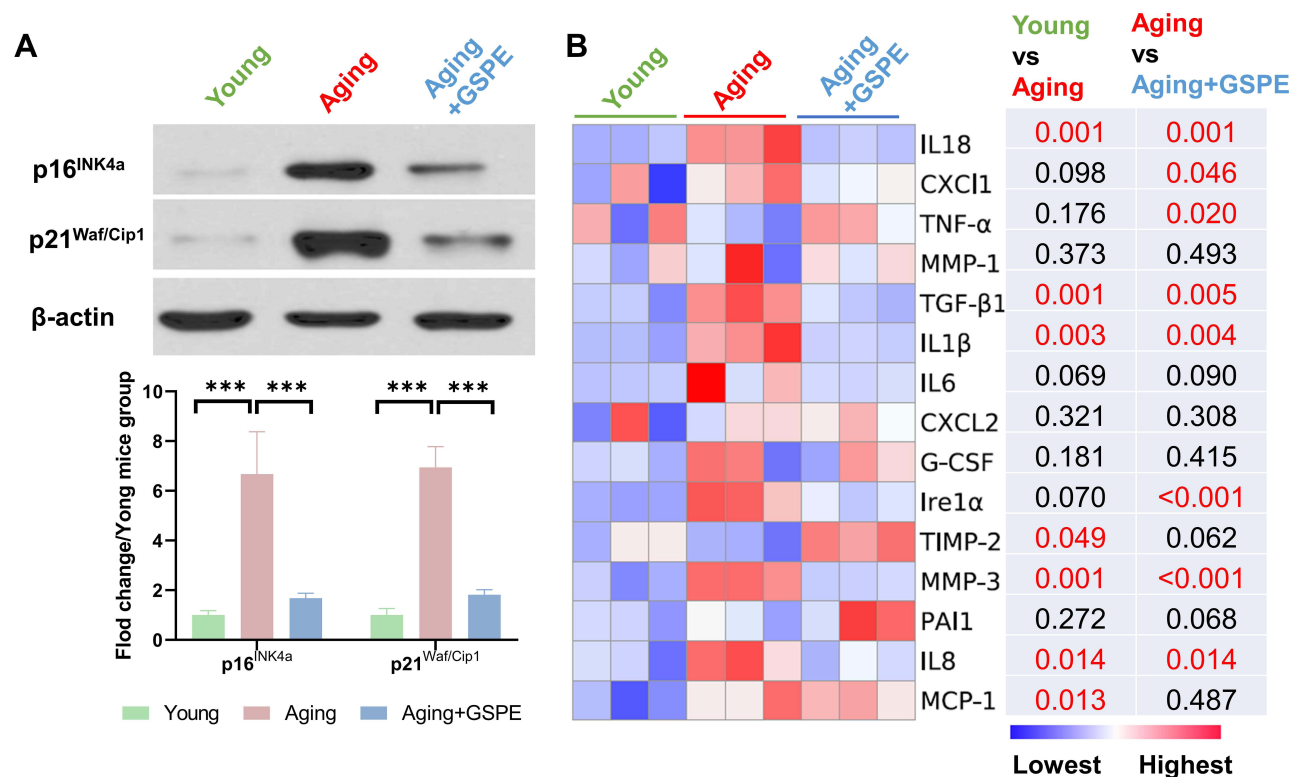 A
Young
Aging
Aging
+GSPE
p16INK4a
p21Waf/Cip1
β-actin
Flod change/Yong mice group
10
8
6
4
2
0
*** *** *** ***
p16INK4a p21Waf/Cip1
Young Aging Aging+GSPE
B
Young
Aging
Aging
+GSPE
Young Aging
vs vs
Aging Aging+GSPE
IL18 0.001 0.001
CXCl1 0.098 0.046
TNF-α 0.176 0.020
MMP-1 0.373 0.493
TGF-β1 0.001 0.005
IL1β 0.003 0.004
IL6 0.069 0.090
CXCL2 0.321 0.308
G-CSF 0.181 0.415
Ire1α 0.070 <0.001
TIMP-2 0.049 0.062
MMP-3 0.001 <0.001
PAI1 0.272 0.068
IL8 0.014 0.014
MCP-1 0.013 0.487
Lowest Highest